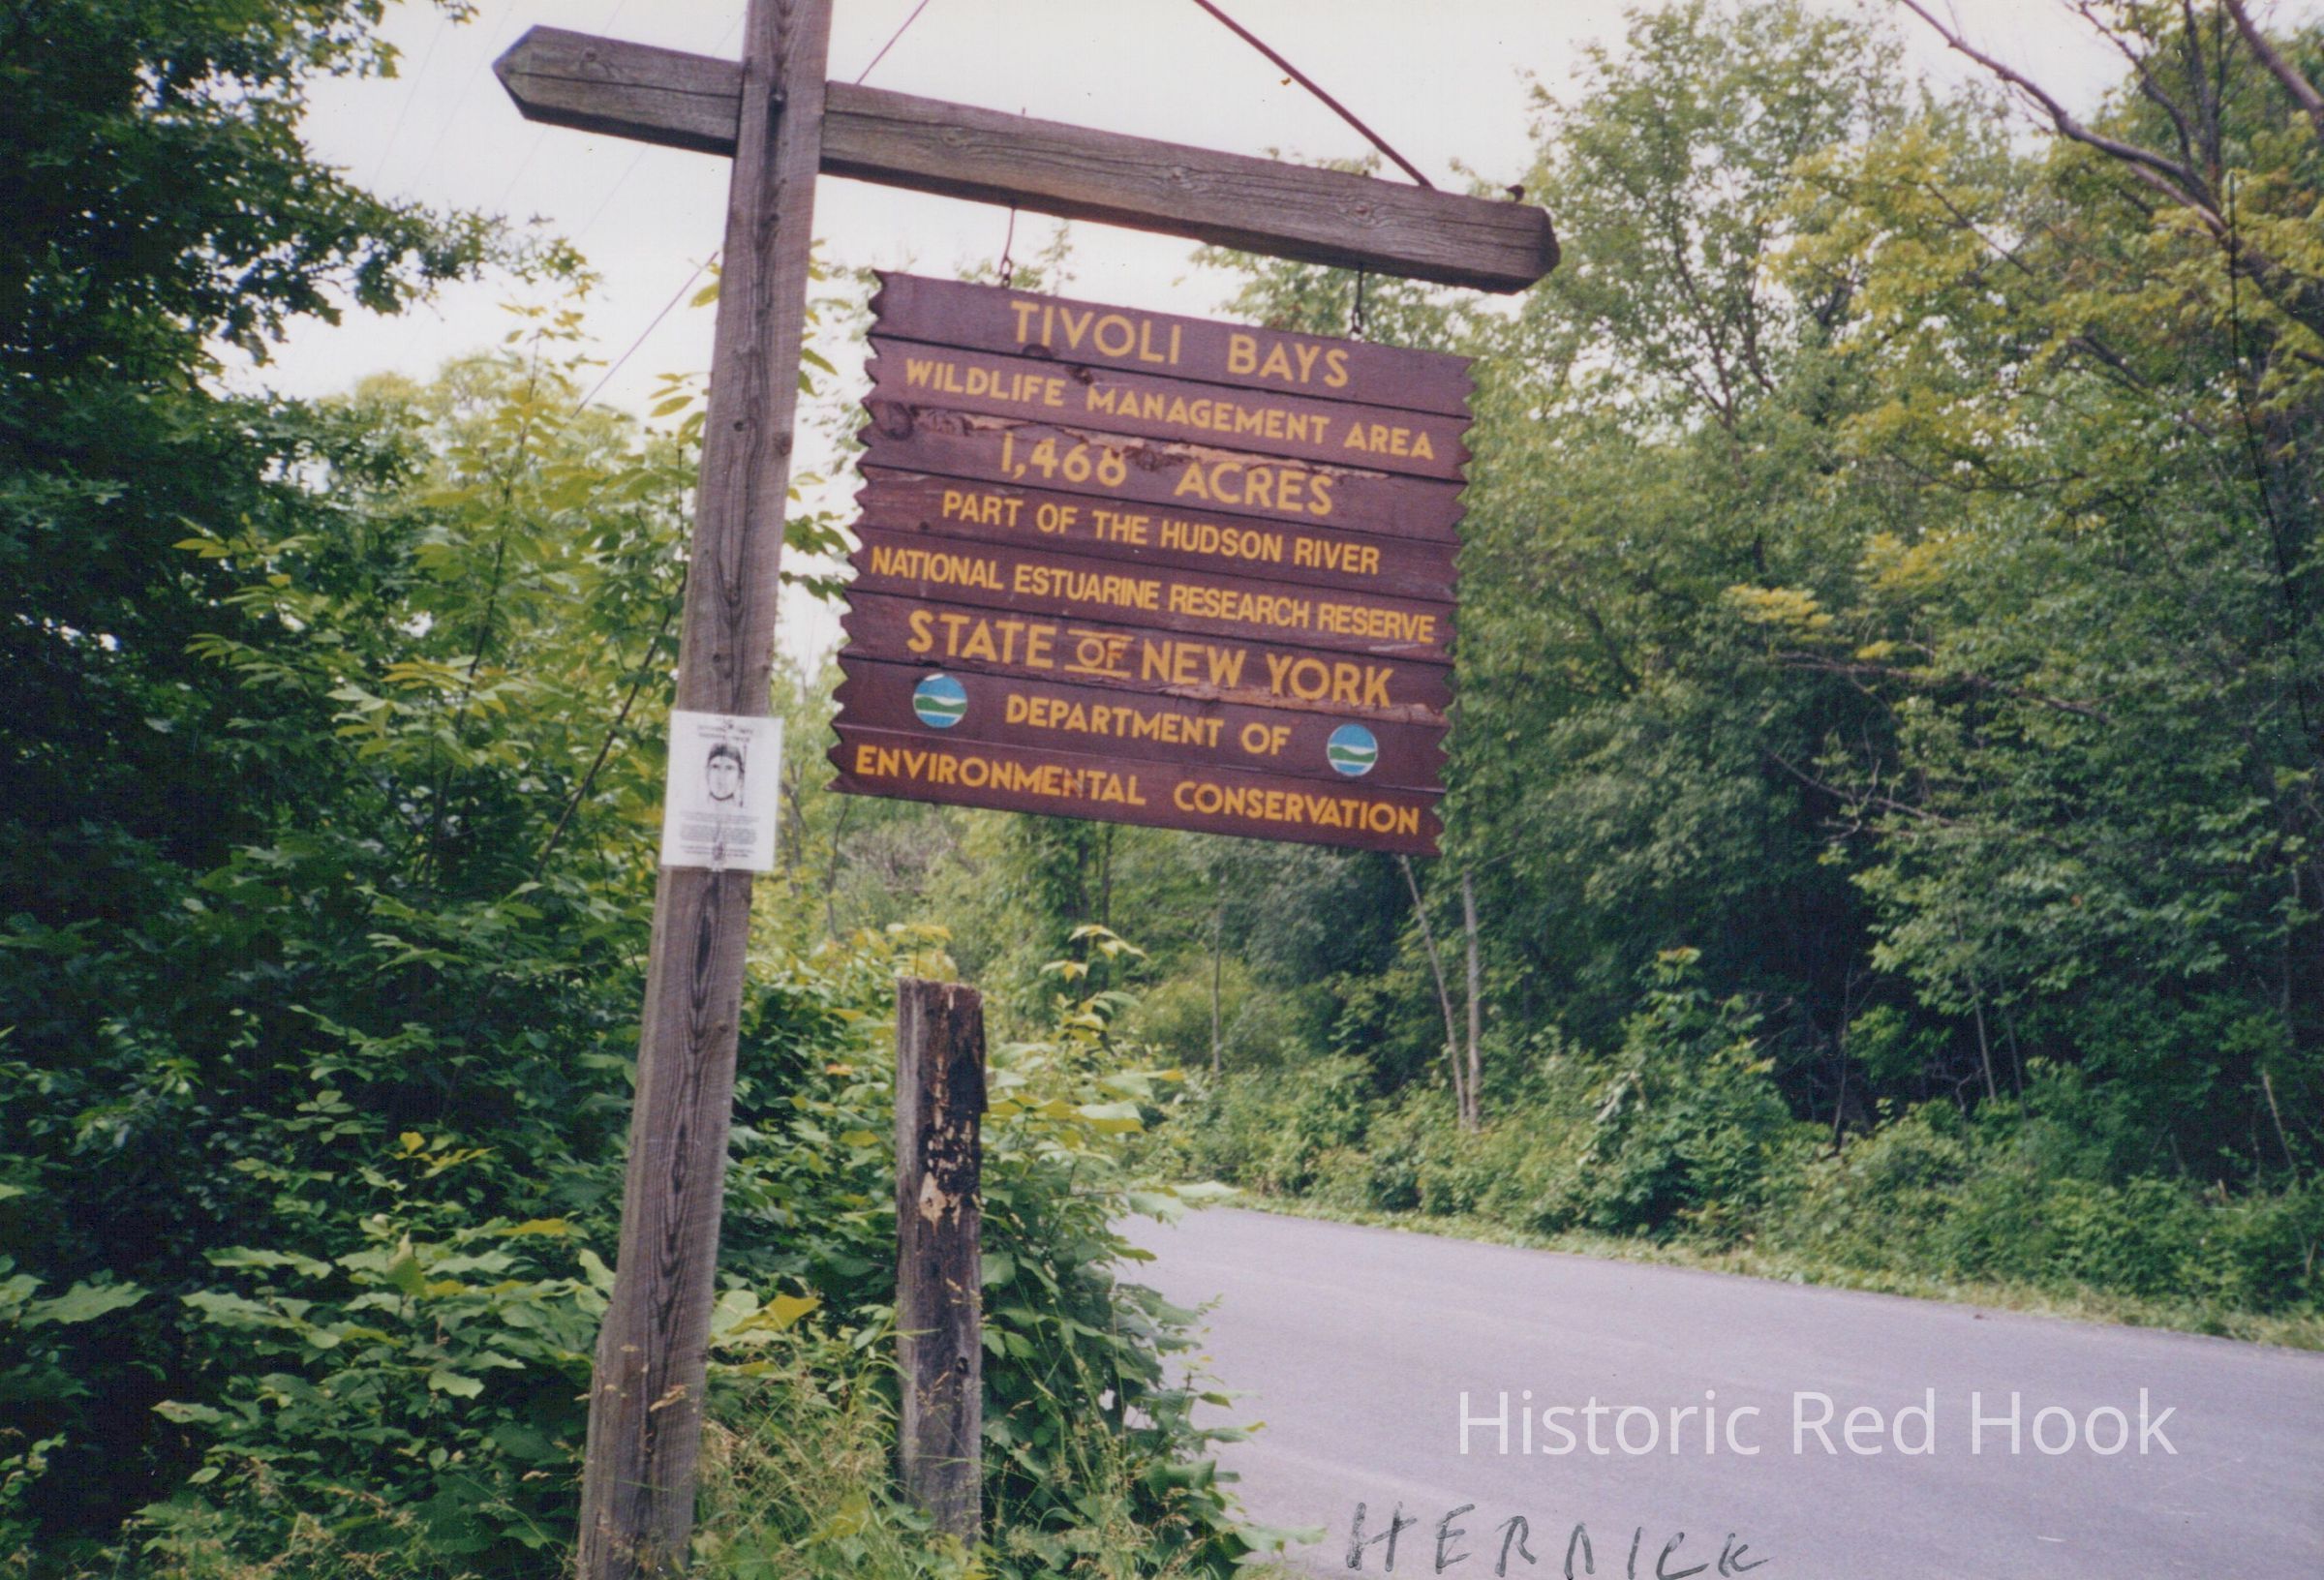 TIVOLI BAYS
WILDLIFE MANAGEMENT AREA
1,468 ACRES
PART OF THE HUDSON RIVER
NATIONAL ESTUARINE RESEARCH RESERVE
STATE OF NEW YORK
DEPARTMENT OF
ENVIRONMENTAL CONSERVATION
Historic Red Hook
HERRICK